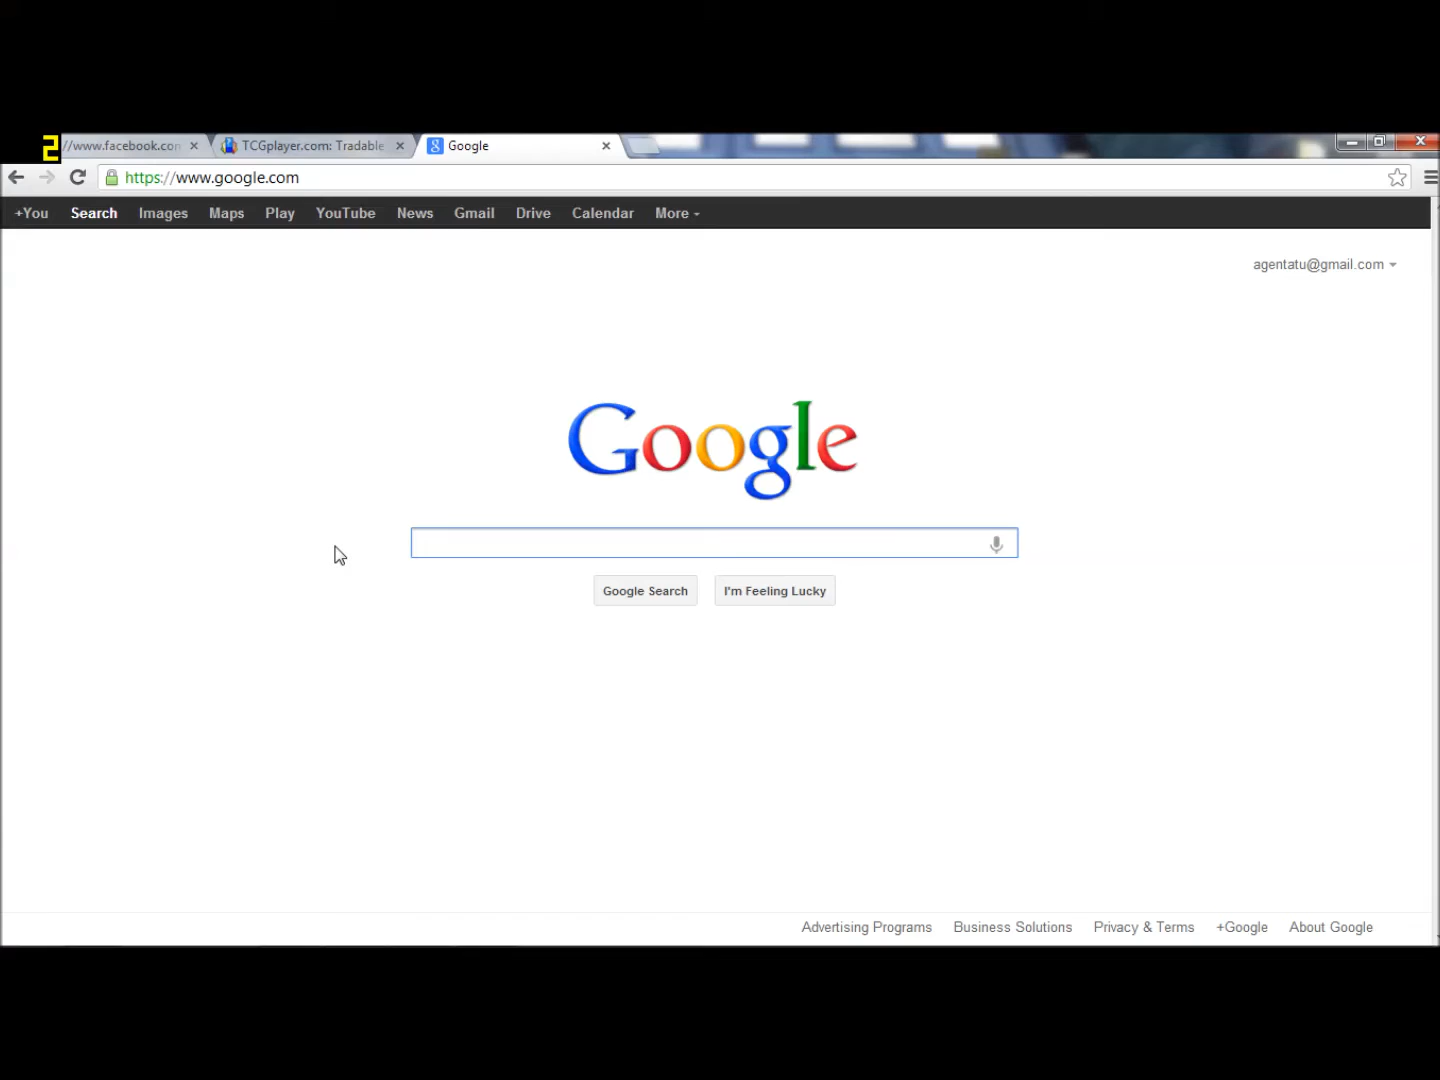 2
//www.facebook.con
TCGplayer.com: Tradable
Google
https://www.google.com
+You Search Images Maps Play YouTube News Gmail Drive Calendar More
agentatu@gmail.com
Google
Google Search I'm Feeling Lucky
Advertising Programs Business Solutions Privacy & Terms +Google About Google